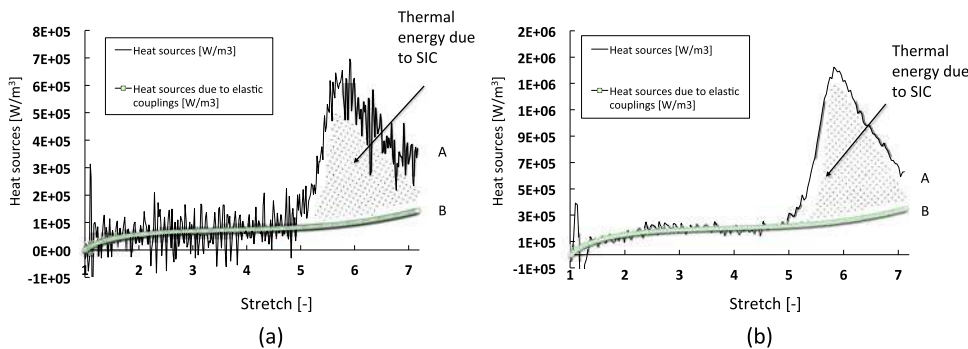 8E+05
7E+05
6E+05
5E+05
4E+05
3E+05
2E+05
1E+05
0E+00
-1E+05
Heat sources [W/m³]
Heat sources [W/m3]
Heat sources due to elastic
couplings [W/m3]
Thermal
energy due
to SIC
A
B
1 2 3 4 5 6 7
Stretch [-]
(a)
2E+06
1E+06
1E+06
9E+05
7E+05
5E+05
3E+05
1E+05
-1E+05
Heat sources [W/m³]
Heat sources [W/m3]
Heat sources due to elastic
couplings [W/m3]
Thermal
energy due
to SIC
A
B
1 2 3 4 5 6 7
Stretch [-]
(b)